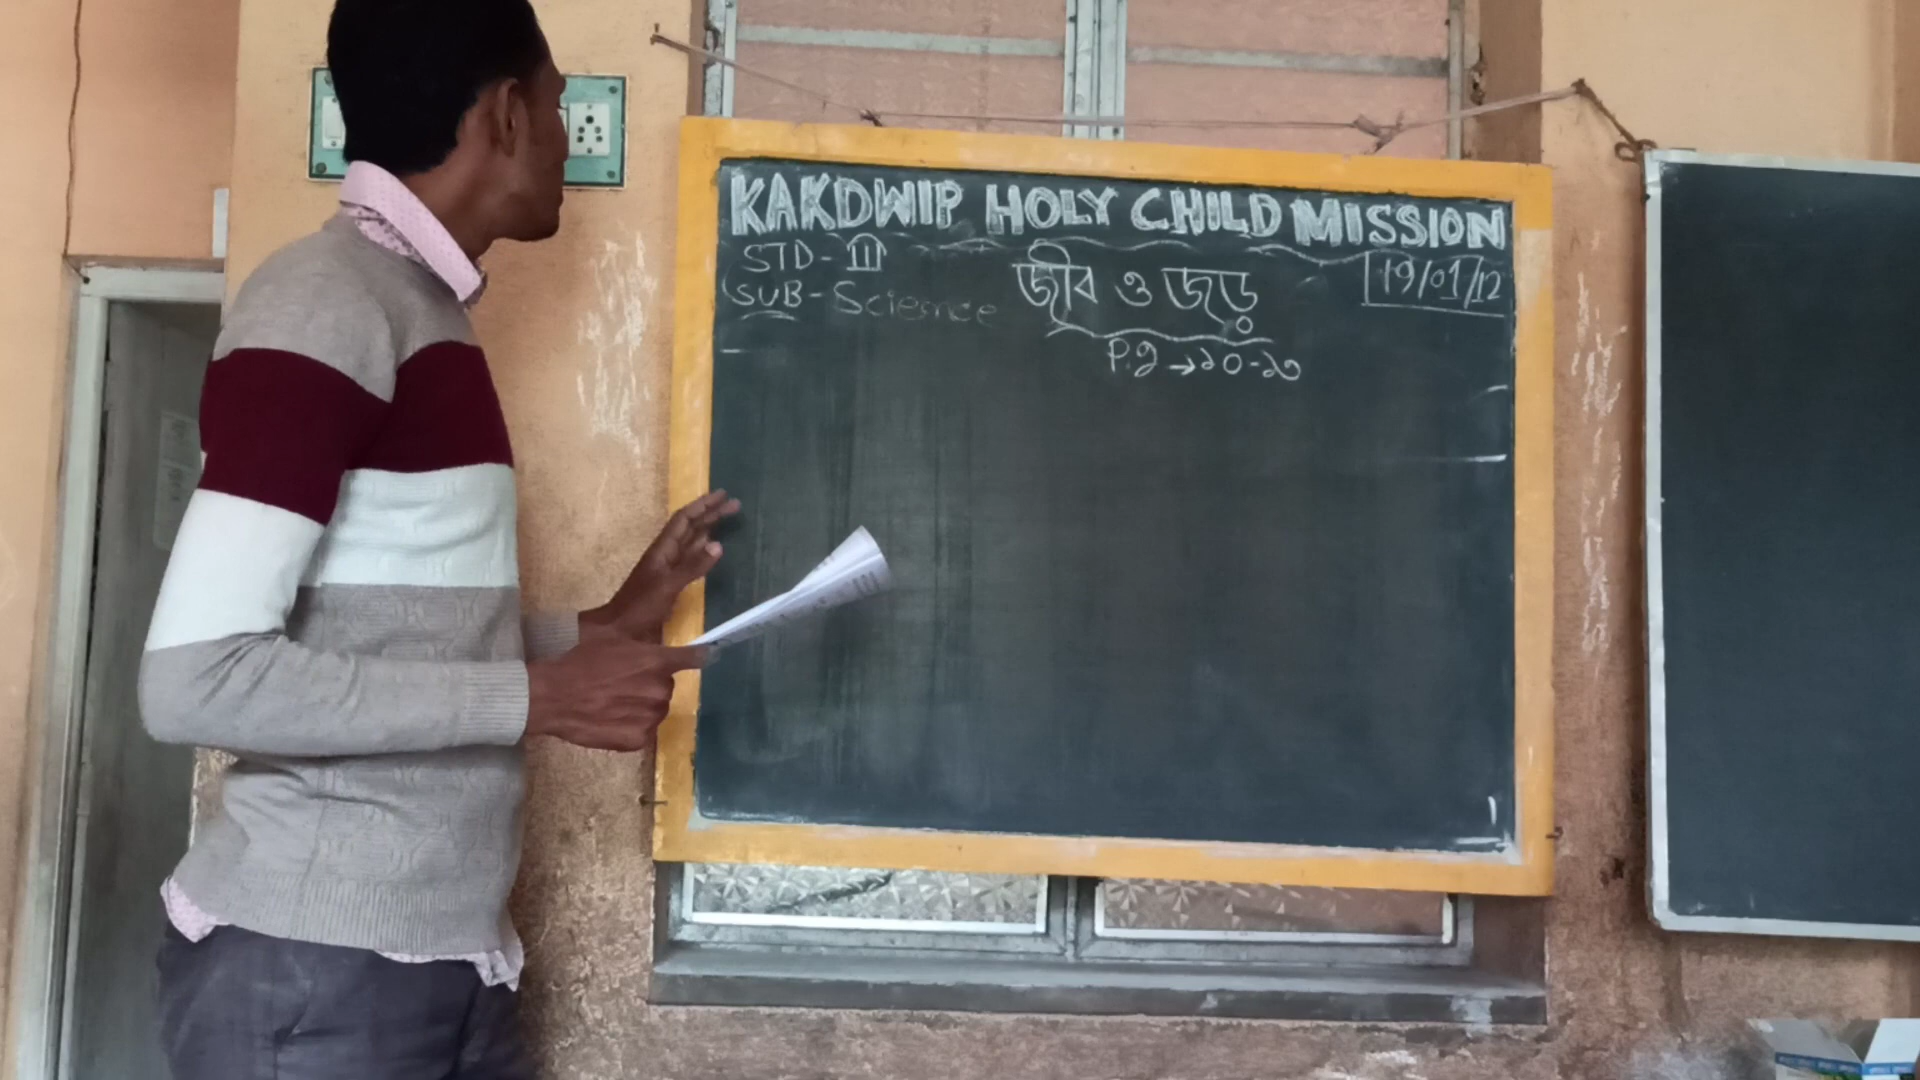 KAKDWIP HOLY CHILD MISSION
STD - III
জীব ও জড়
19/01/12
SUB - Science
P.g → ১০-১৩